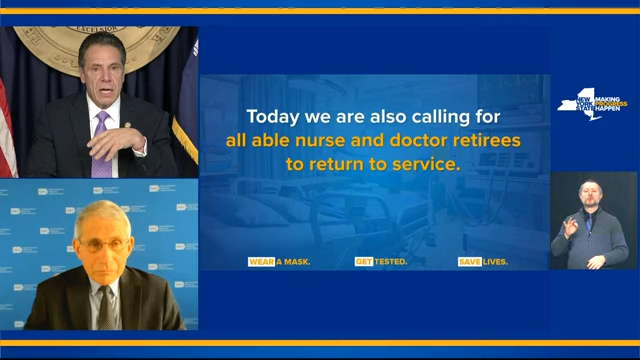 EXCELSIOR
Today we are also calling for
all able nurse and doctor retirees
to return to service.
WEAR A MASK.
GET TESTED.
SAVE LIVES.
NEW
YORK
STATE
MAKING
PROGRESS
HAPPEN